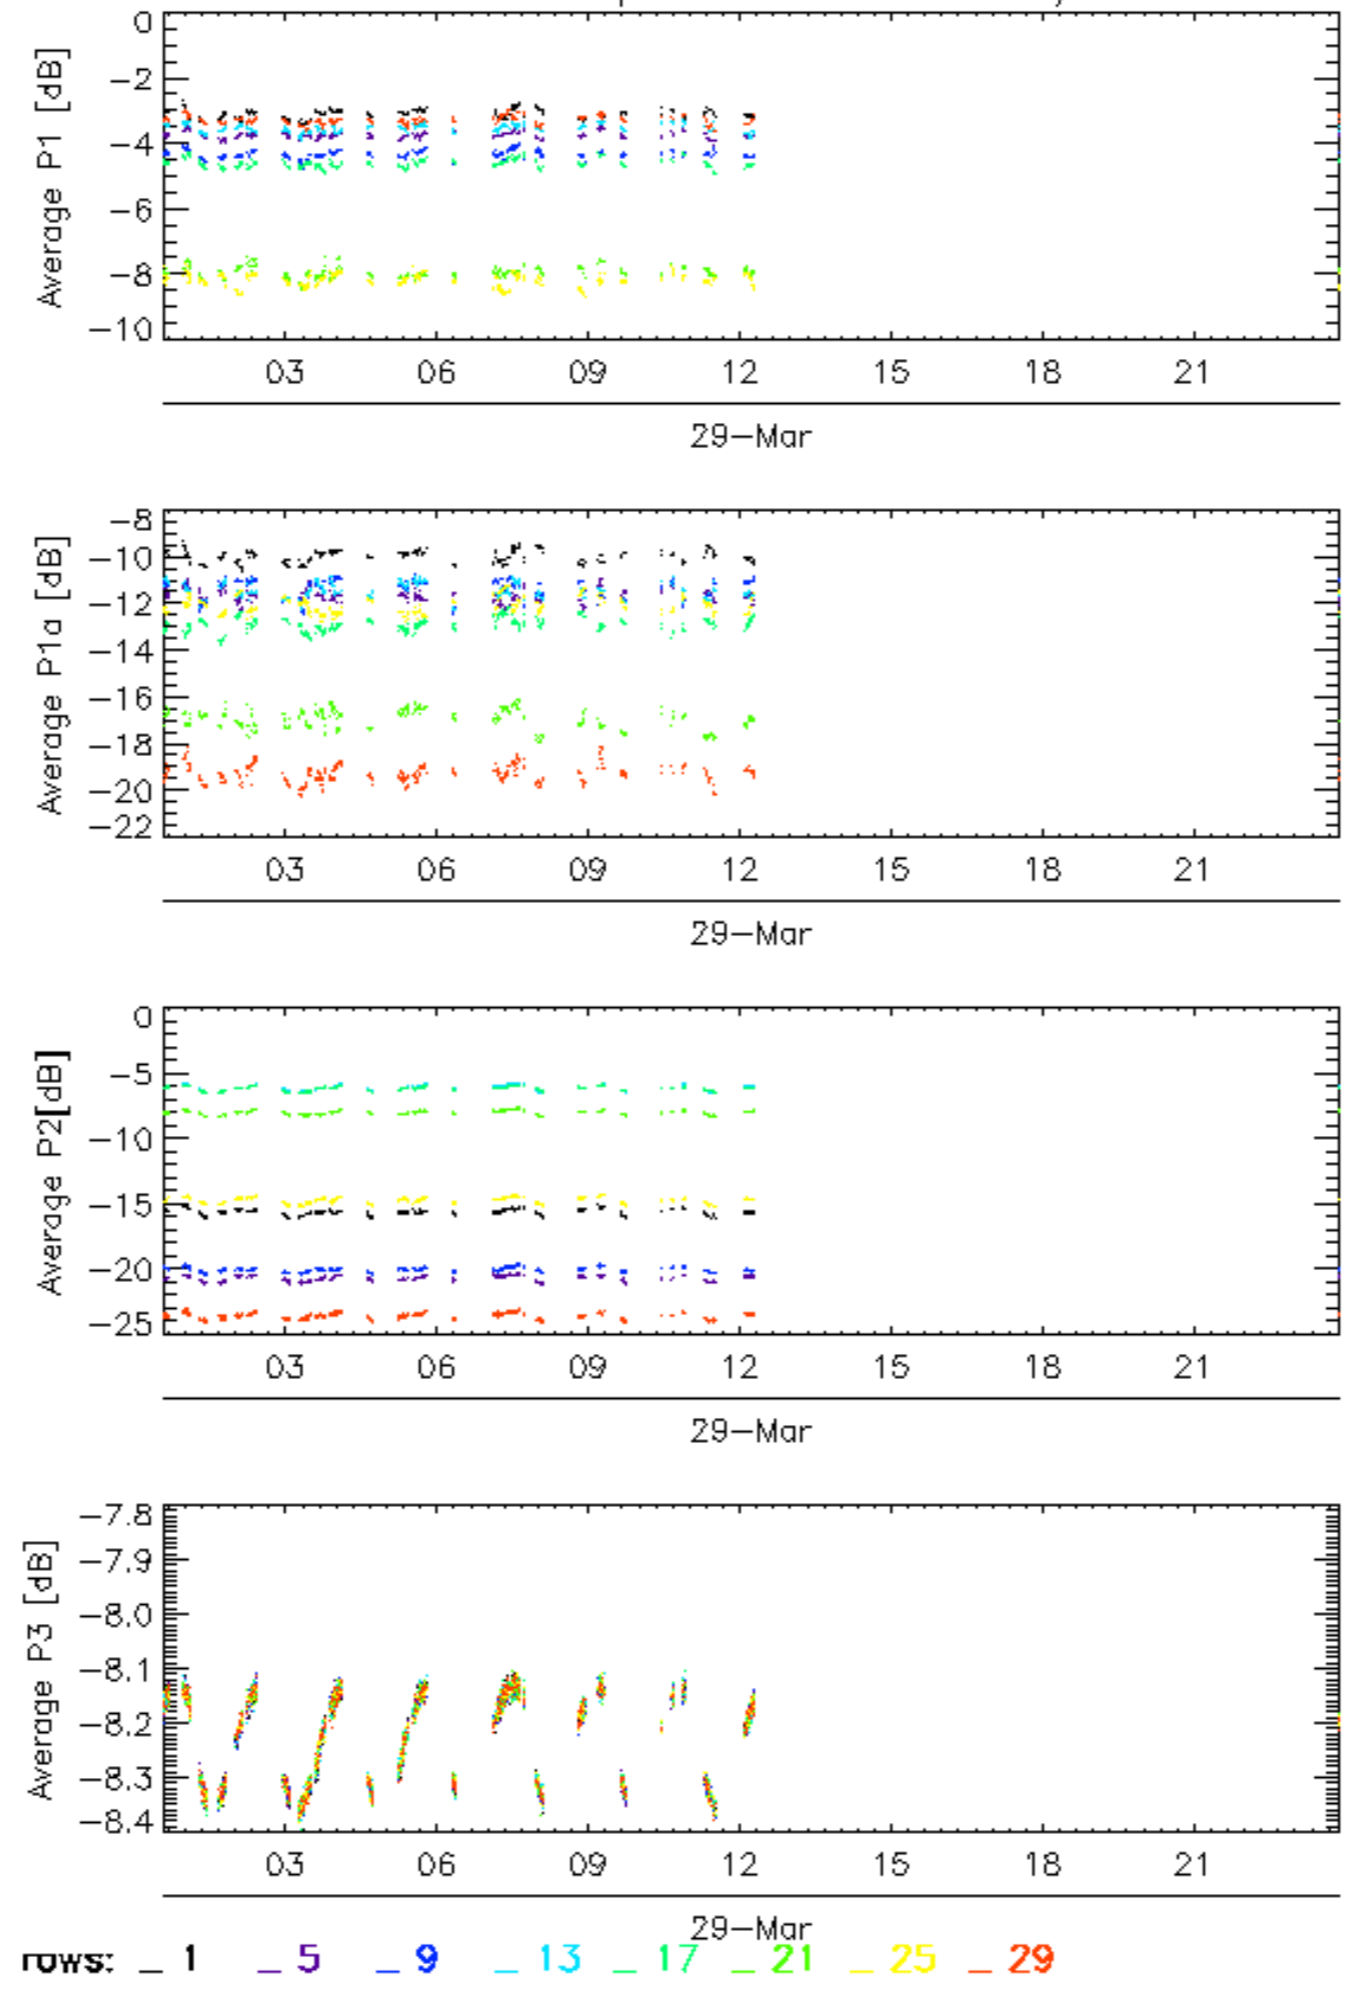 0
-2
-4
-6
-8
-10
Average P1 [dB]
03 06 09 12 15 18 21
29-Mar
-8
-10
-12
-14
-16
-18
-20
-22
Average P1a [dB]
03 06 09 12 15 18 21
29-Mar
0
-5
-10
-15
-20
-25
Average P2[dB]
03 06 09 12 15 18 21
29-Mar
-7.8
-7.9
-8.0
-8.1
-8.2
-8.3
-8.4
Average P3 [dB]
03 06 09 12 15 18 21
29-Mar
rows: _ 1 _ 5 _ 9 _ 13 _ 17 _ 21 _ 25 _ 29